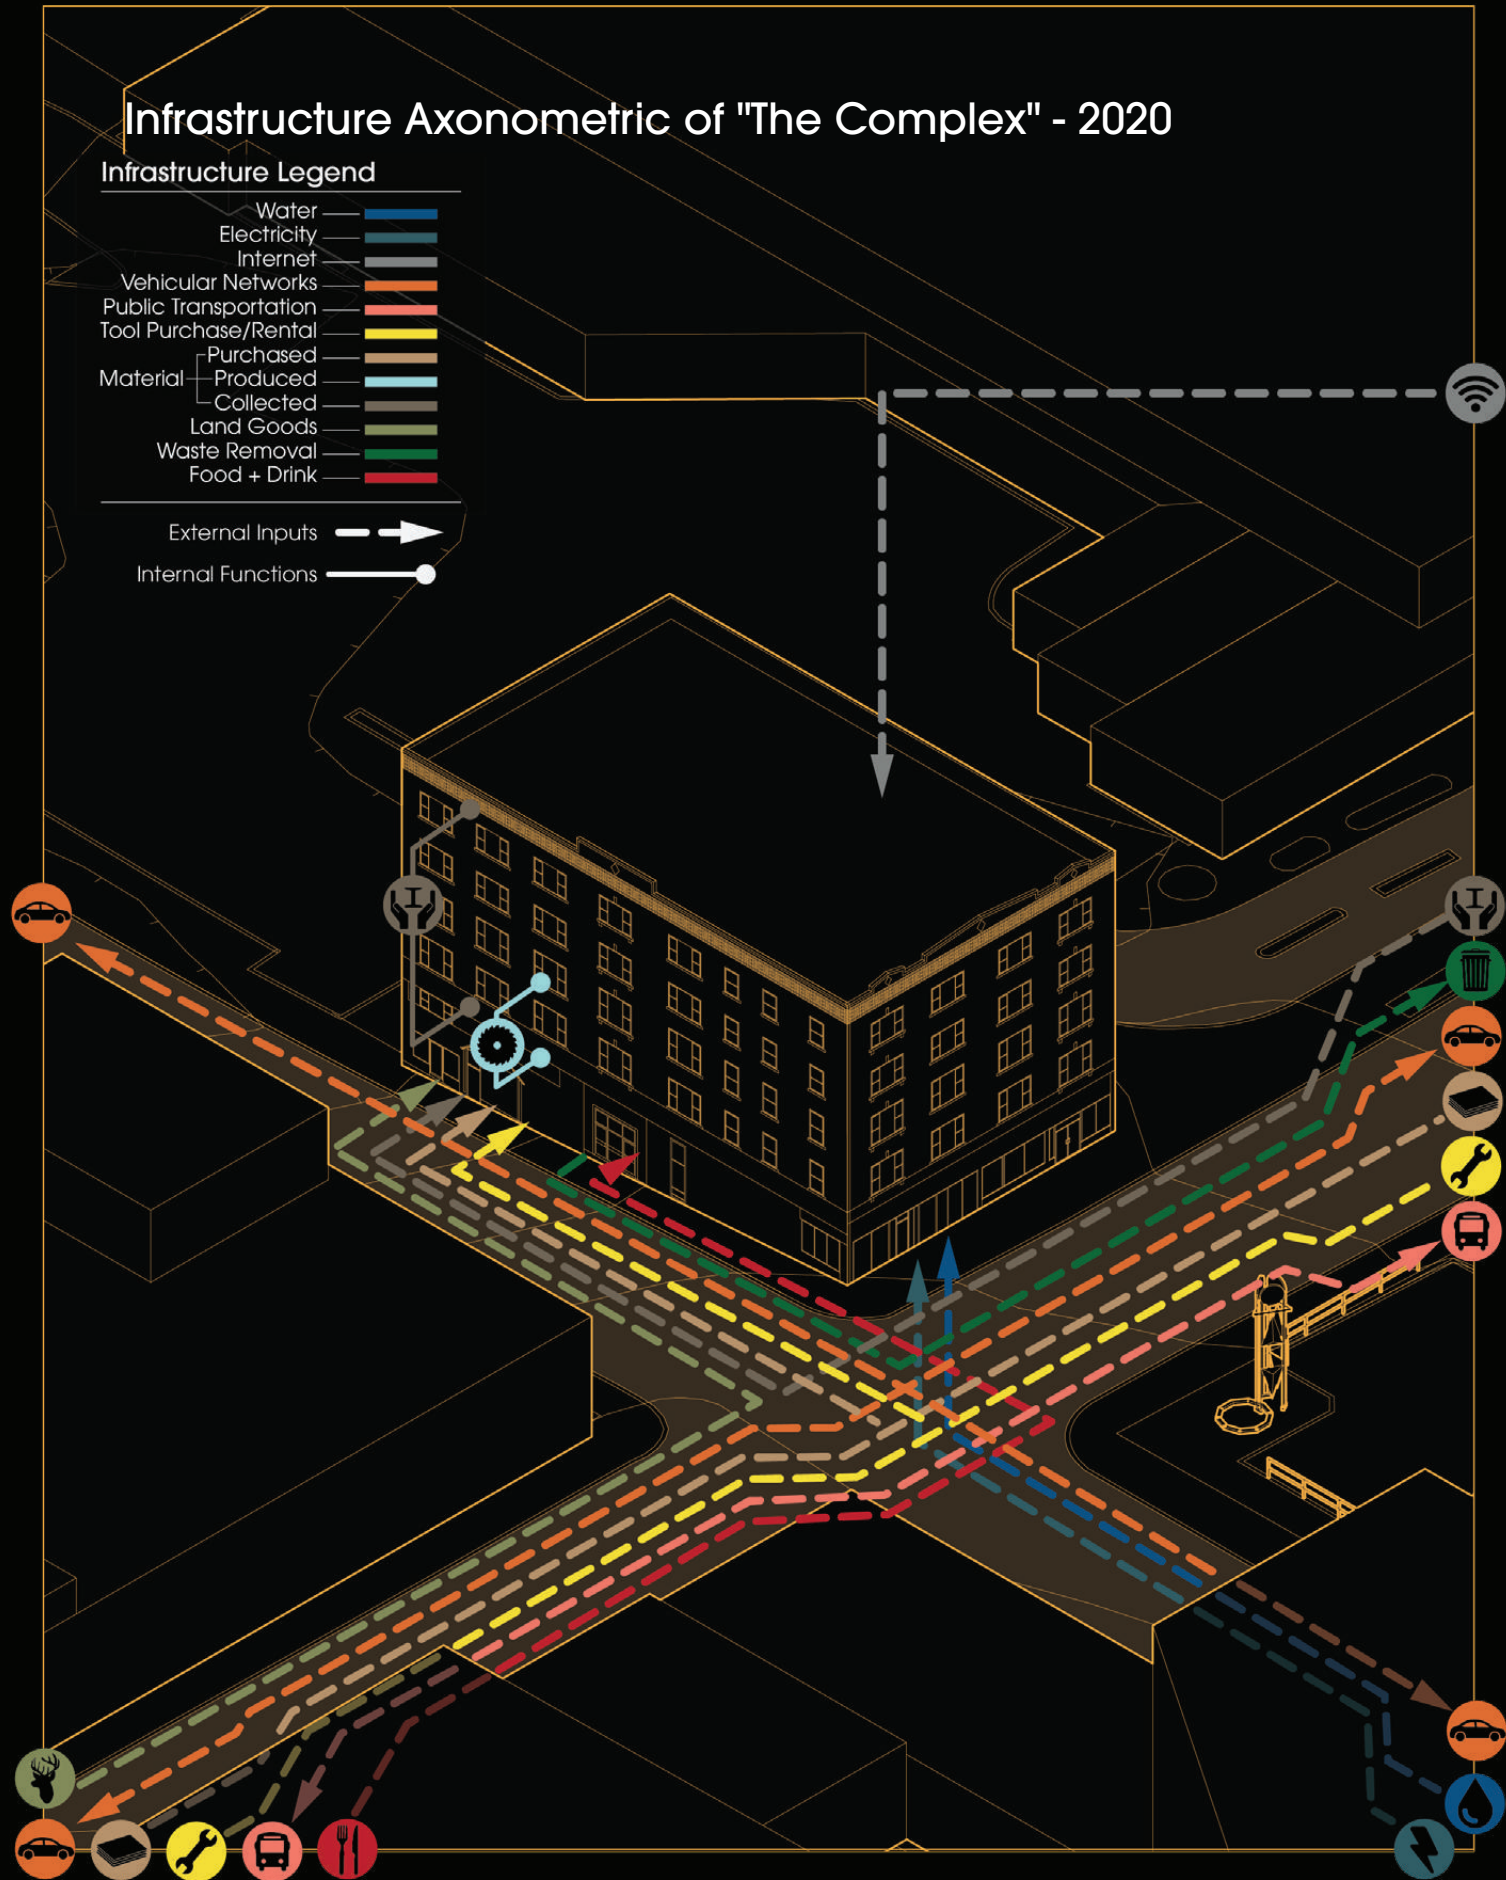 Infrastructure Axonometric of "The Complex" - 2020
Infrastructure Legend
Water
Electricity
Internet
Vehicular Networks
Public Transportation
Tool Purchase/Rental
Purchased
Material
Produced
Collected
Land Goods
Waste Removal
Food + Drink
External Inputs
Internal Functions